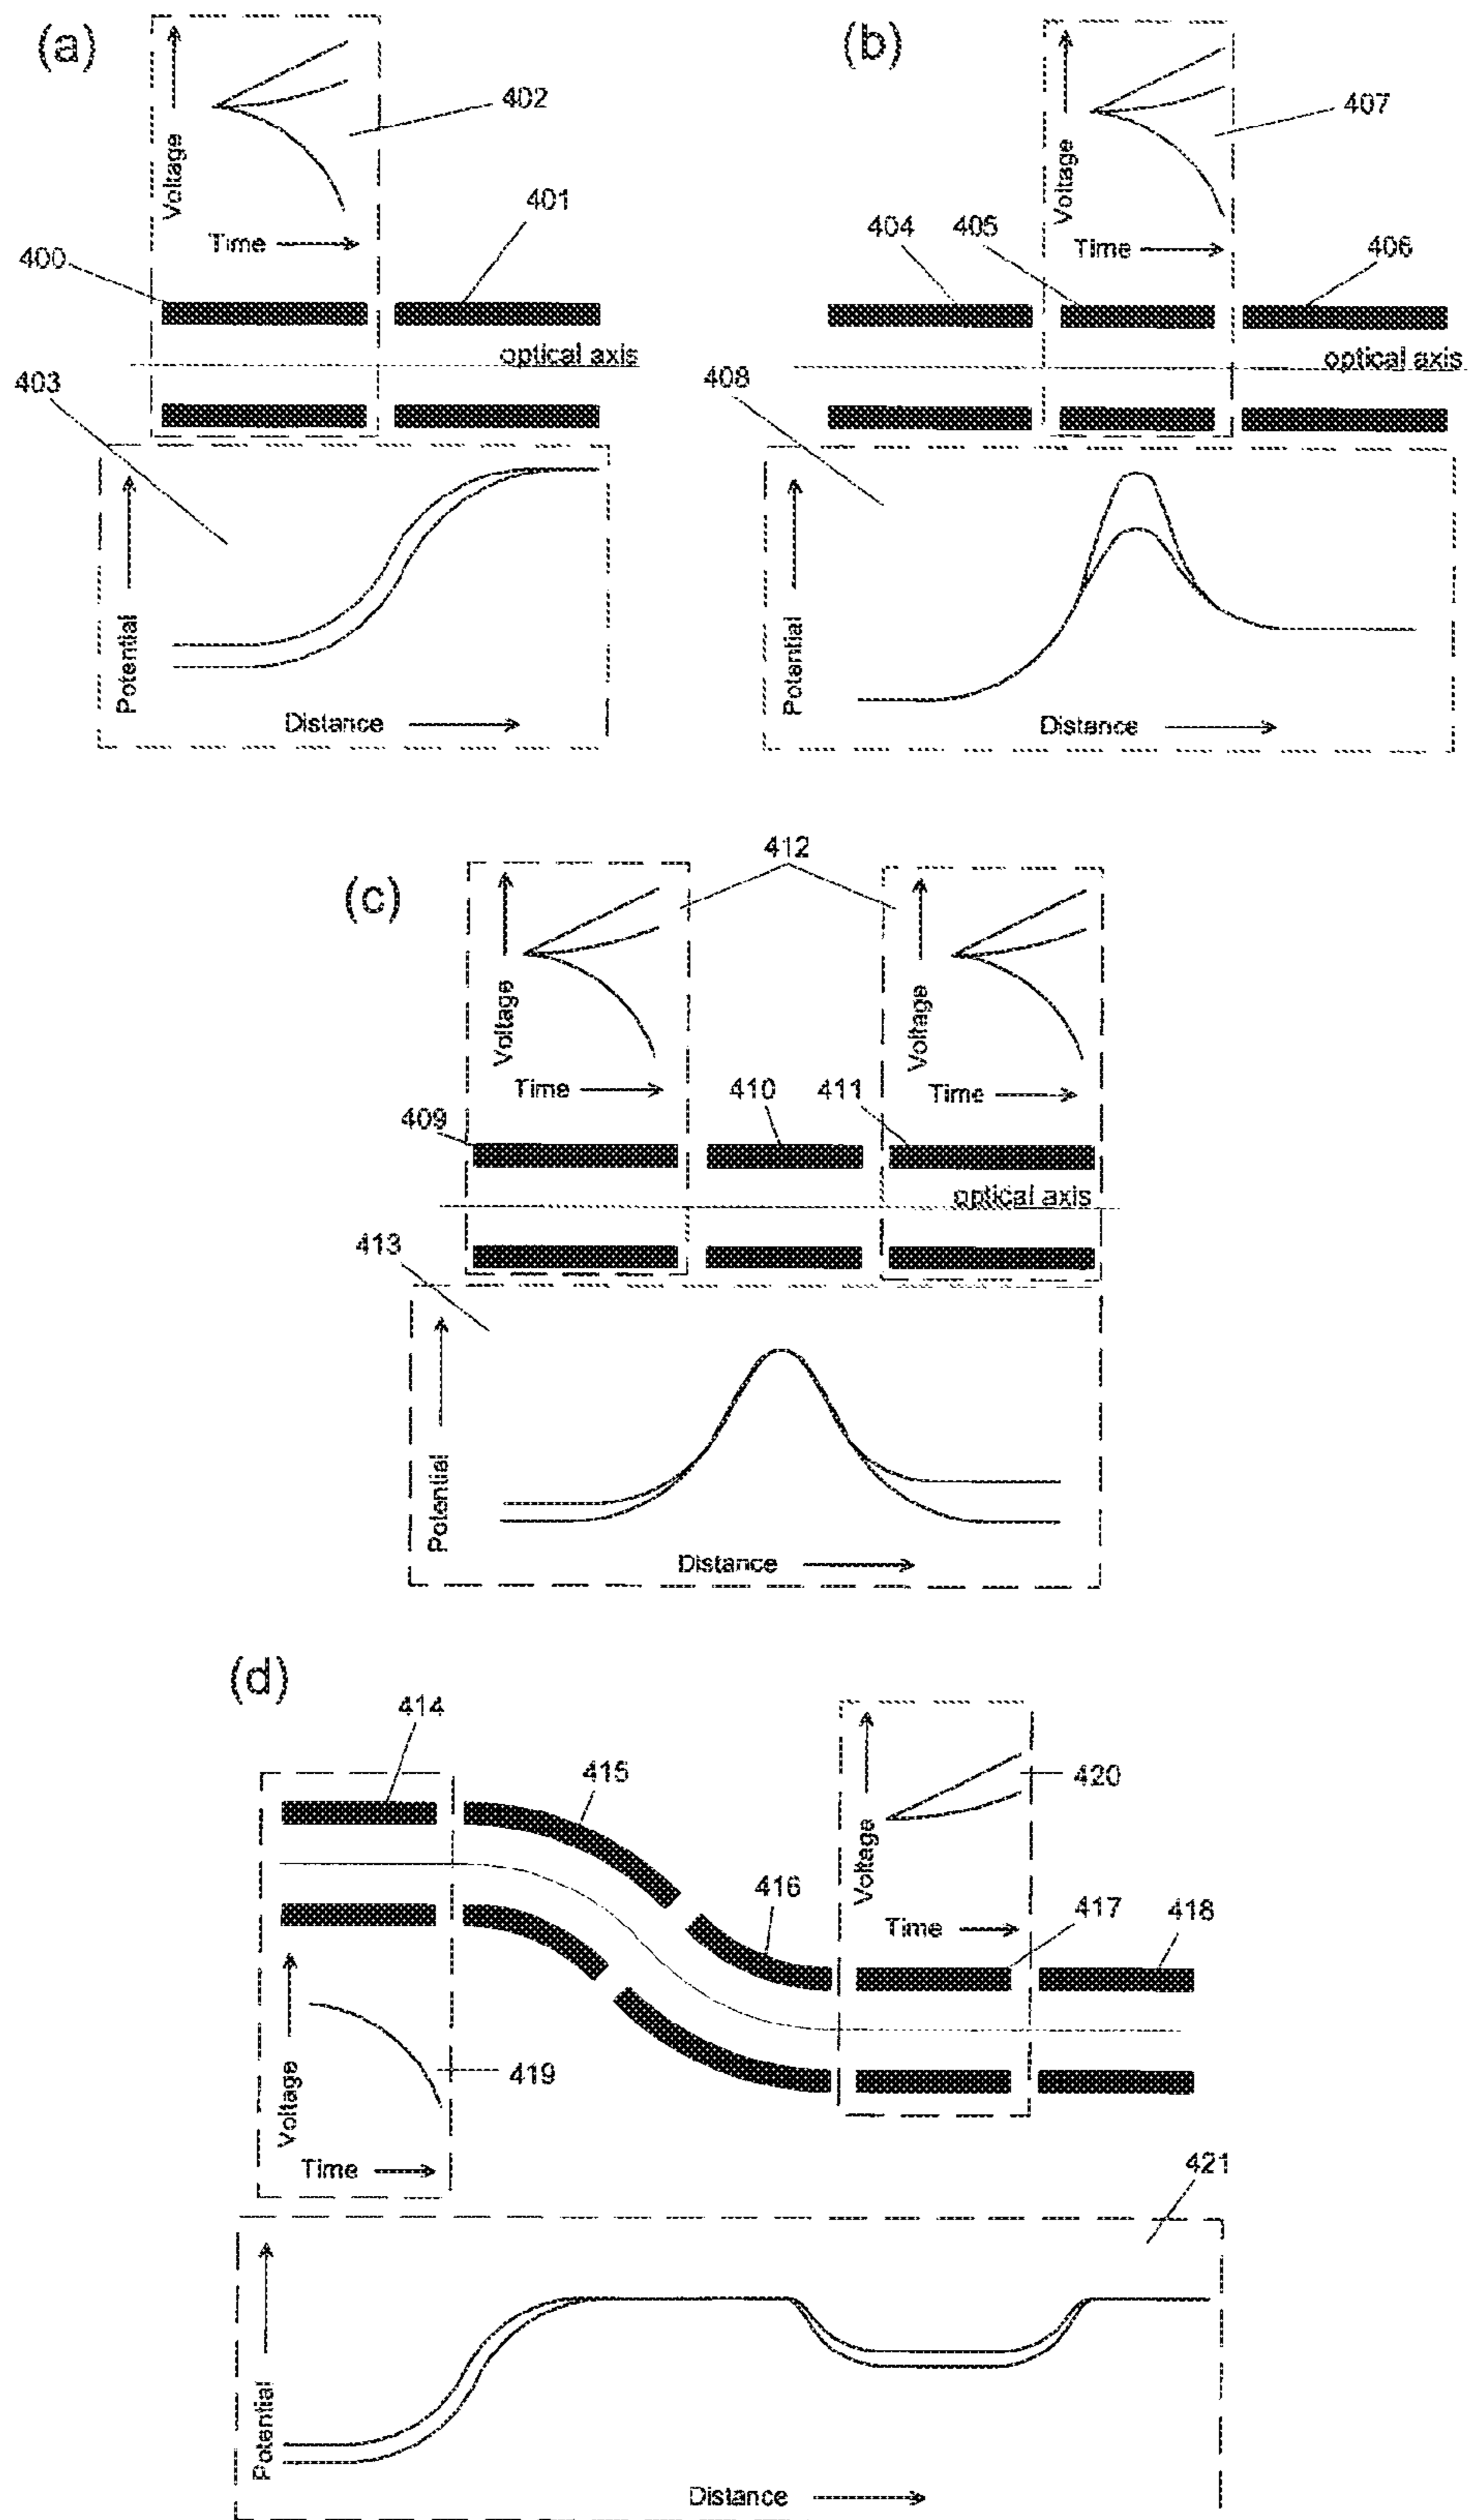 (a)
Voltage
Time
402
401
400
optical axis
403
Potential
Distance
(b)
Voltage
Time
407
404 405
406
optical axis
408
Potential
Distance
(c)
412
Voltage
Time
Voltage
Time
409
410
411
optical axis
413
Potential
Distance
(d)
414
415
416
Voltage
Time
420
417
418
Voltage
Time
419
421
Potential
Distance